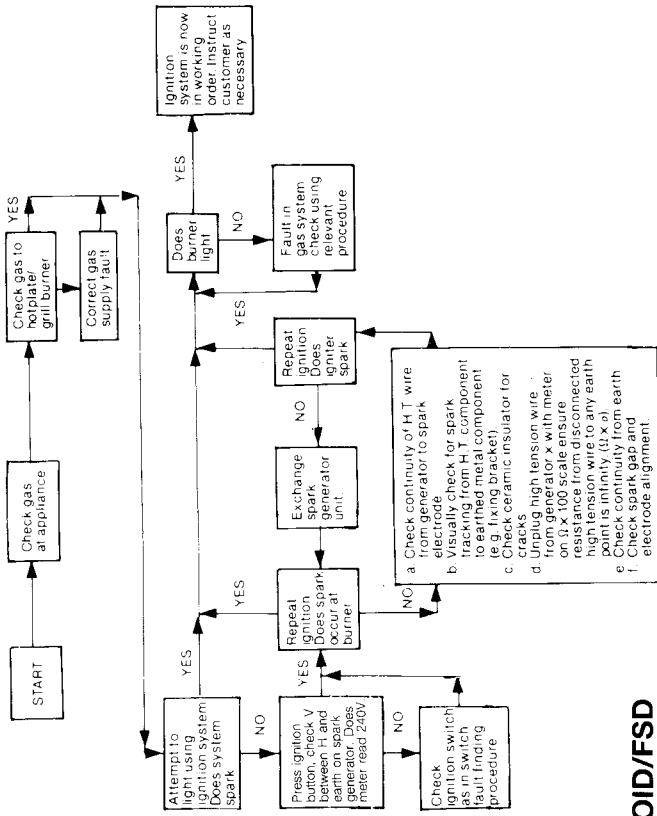 START
Check gas
at appliance
Check gas to
hotplate/
grill burner
YES
Correct gas
supply fault
Attempt to
light using
ignition system
Does system
spark
YES
NO
Press ignition
button, check V
between H and
earth on spark
generator. Does
meter read 240V.
YES
NO
Check
ignition switch
as in switch
fault finding
procedure
Repeat
ignition
Does spark
occur at
burner
YES
NO
Exchange
spark
generator
unit.
NO
Repeat
ignition
Does
igniter
spark
YES
a. Check continuity of H.T. wire
from generator to spark
electrode
b. Visually check for spark
tracking from H.T. component
to earthed metal component
(e.g. fixing bracket).
c. Check ceramic insulator for
cracks
d. Unplug high tension wire
from generator x with meter
on Ω x 100 scale ensure
resistance from disconnected
high tension wire to any earth
point is infinity. (Ω x o)
e. Check continuity from earth
f. Check spark gap and
electrode alignment.
Does
burner
light
YES
NO
Fault in
gas system
check using
relevant
procedure
Ignition
system is now
in working
order. Instruct
customer as
necessary
OID/FSD